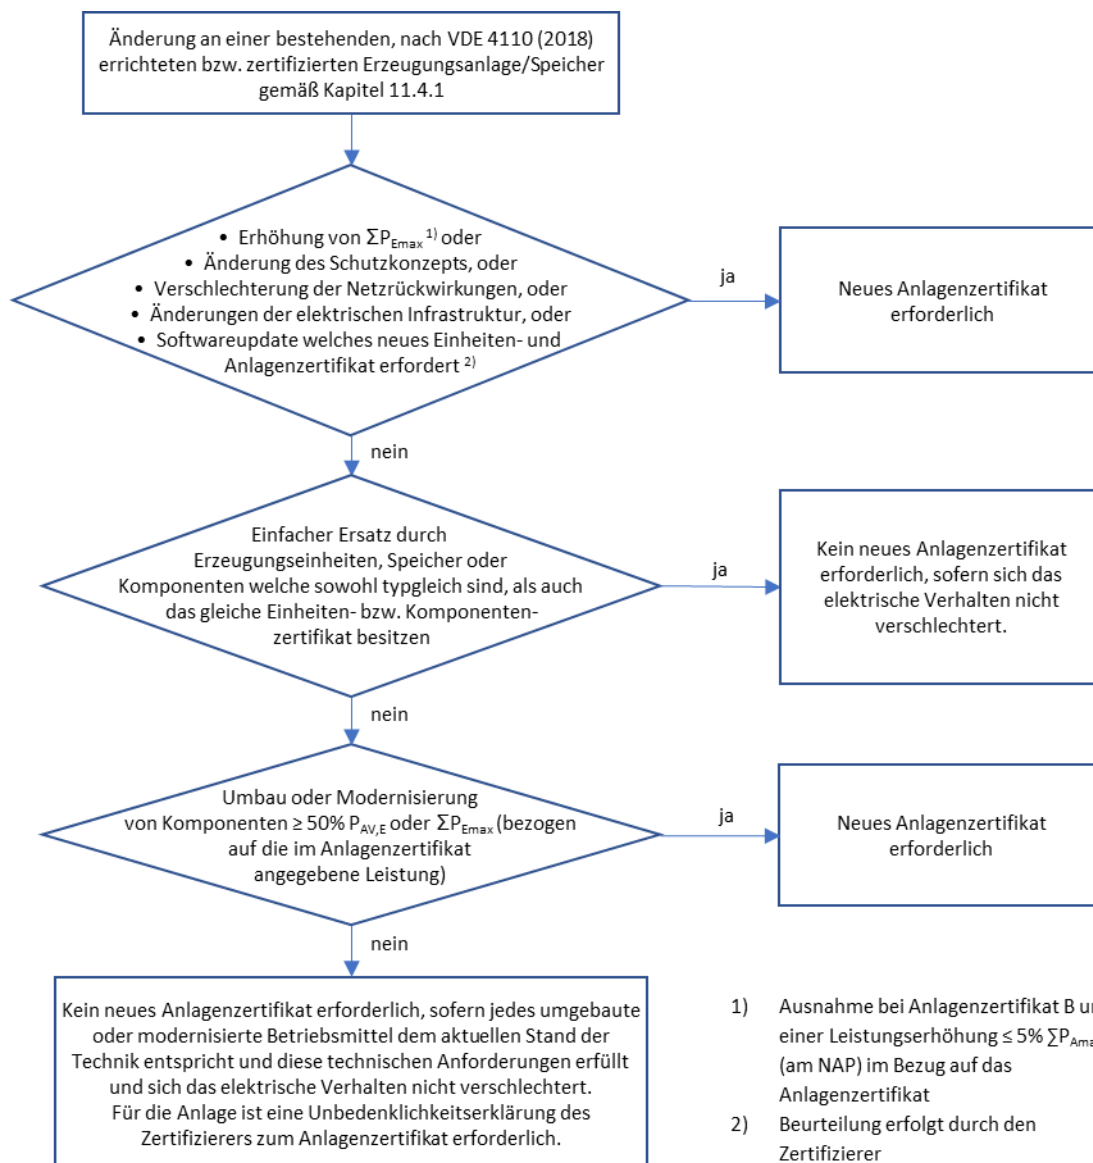 Änderung an einer bestehenden, nach VDE 4110 (2018)
errichteten bzw. zertifizierten Erzeugungsanlage/Speicher
gemäß Kapitel 11.4.1
• Erhöhung von ΣP_Emax ¹⁾ oder
• Änderung des Schutzkonzepts, oder
• Verschlechterung der Netzrückwirkungen, oder
• Änderungen der elektrischen Infrastruktur, oder
• Softwareupdate welches neues Einheiten- und
Anlagenzertifikat erfordert ²⁾
ja
Neues Anlagenzertifikat
erforderlich
nein
Einfacher Ersatz durch
Erzeugungseinheiten, Speicher oder
Komponenten welche sowohl typgleich sind, als auch
das gleiche Einheiten- bzw. Komponenten-
zertifikat besitzen
ja
Kein neues Anlagenzertifikat
erforderlich, sofern sich das
elektrische Verhalten nicht
verschlechtert.
nein
Umbau oder Modernisierung
von Komponenten ≥ 50% P_AV,E oder ΣP_Emax (bezogen
auf die im Anlagenzertifikat
angegebene Leistung)
ja
Neues Anlagenzertifikat
erforderlich
nein
Kein neues Anlagenzertifikat erforderlich, sofern jedes umgebaute
oder modernisierte Betriebsmittel dem aktuellen Stand der
Technik entspricht und diese technischen Anforderungen erfüllt
und sich das elektrische Verhalten nicht verschlechtert.
Für die Anlage ist eine Unbedenklichkeitserklärung des
Zertifizierers zum Anlagenzertifikat erforderlich.
1) Ausnahme bei Anlagenzertifikat B
einer Leistungserhöhung ≤ 5% ∑P_Ama
(am NAP) im Bezug auf das
Anlagenzertifikat
2) Beurteilung erfolgt durch den
Zertifizierer